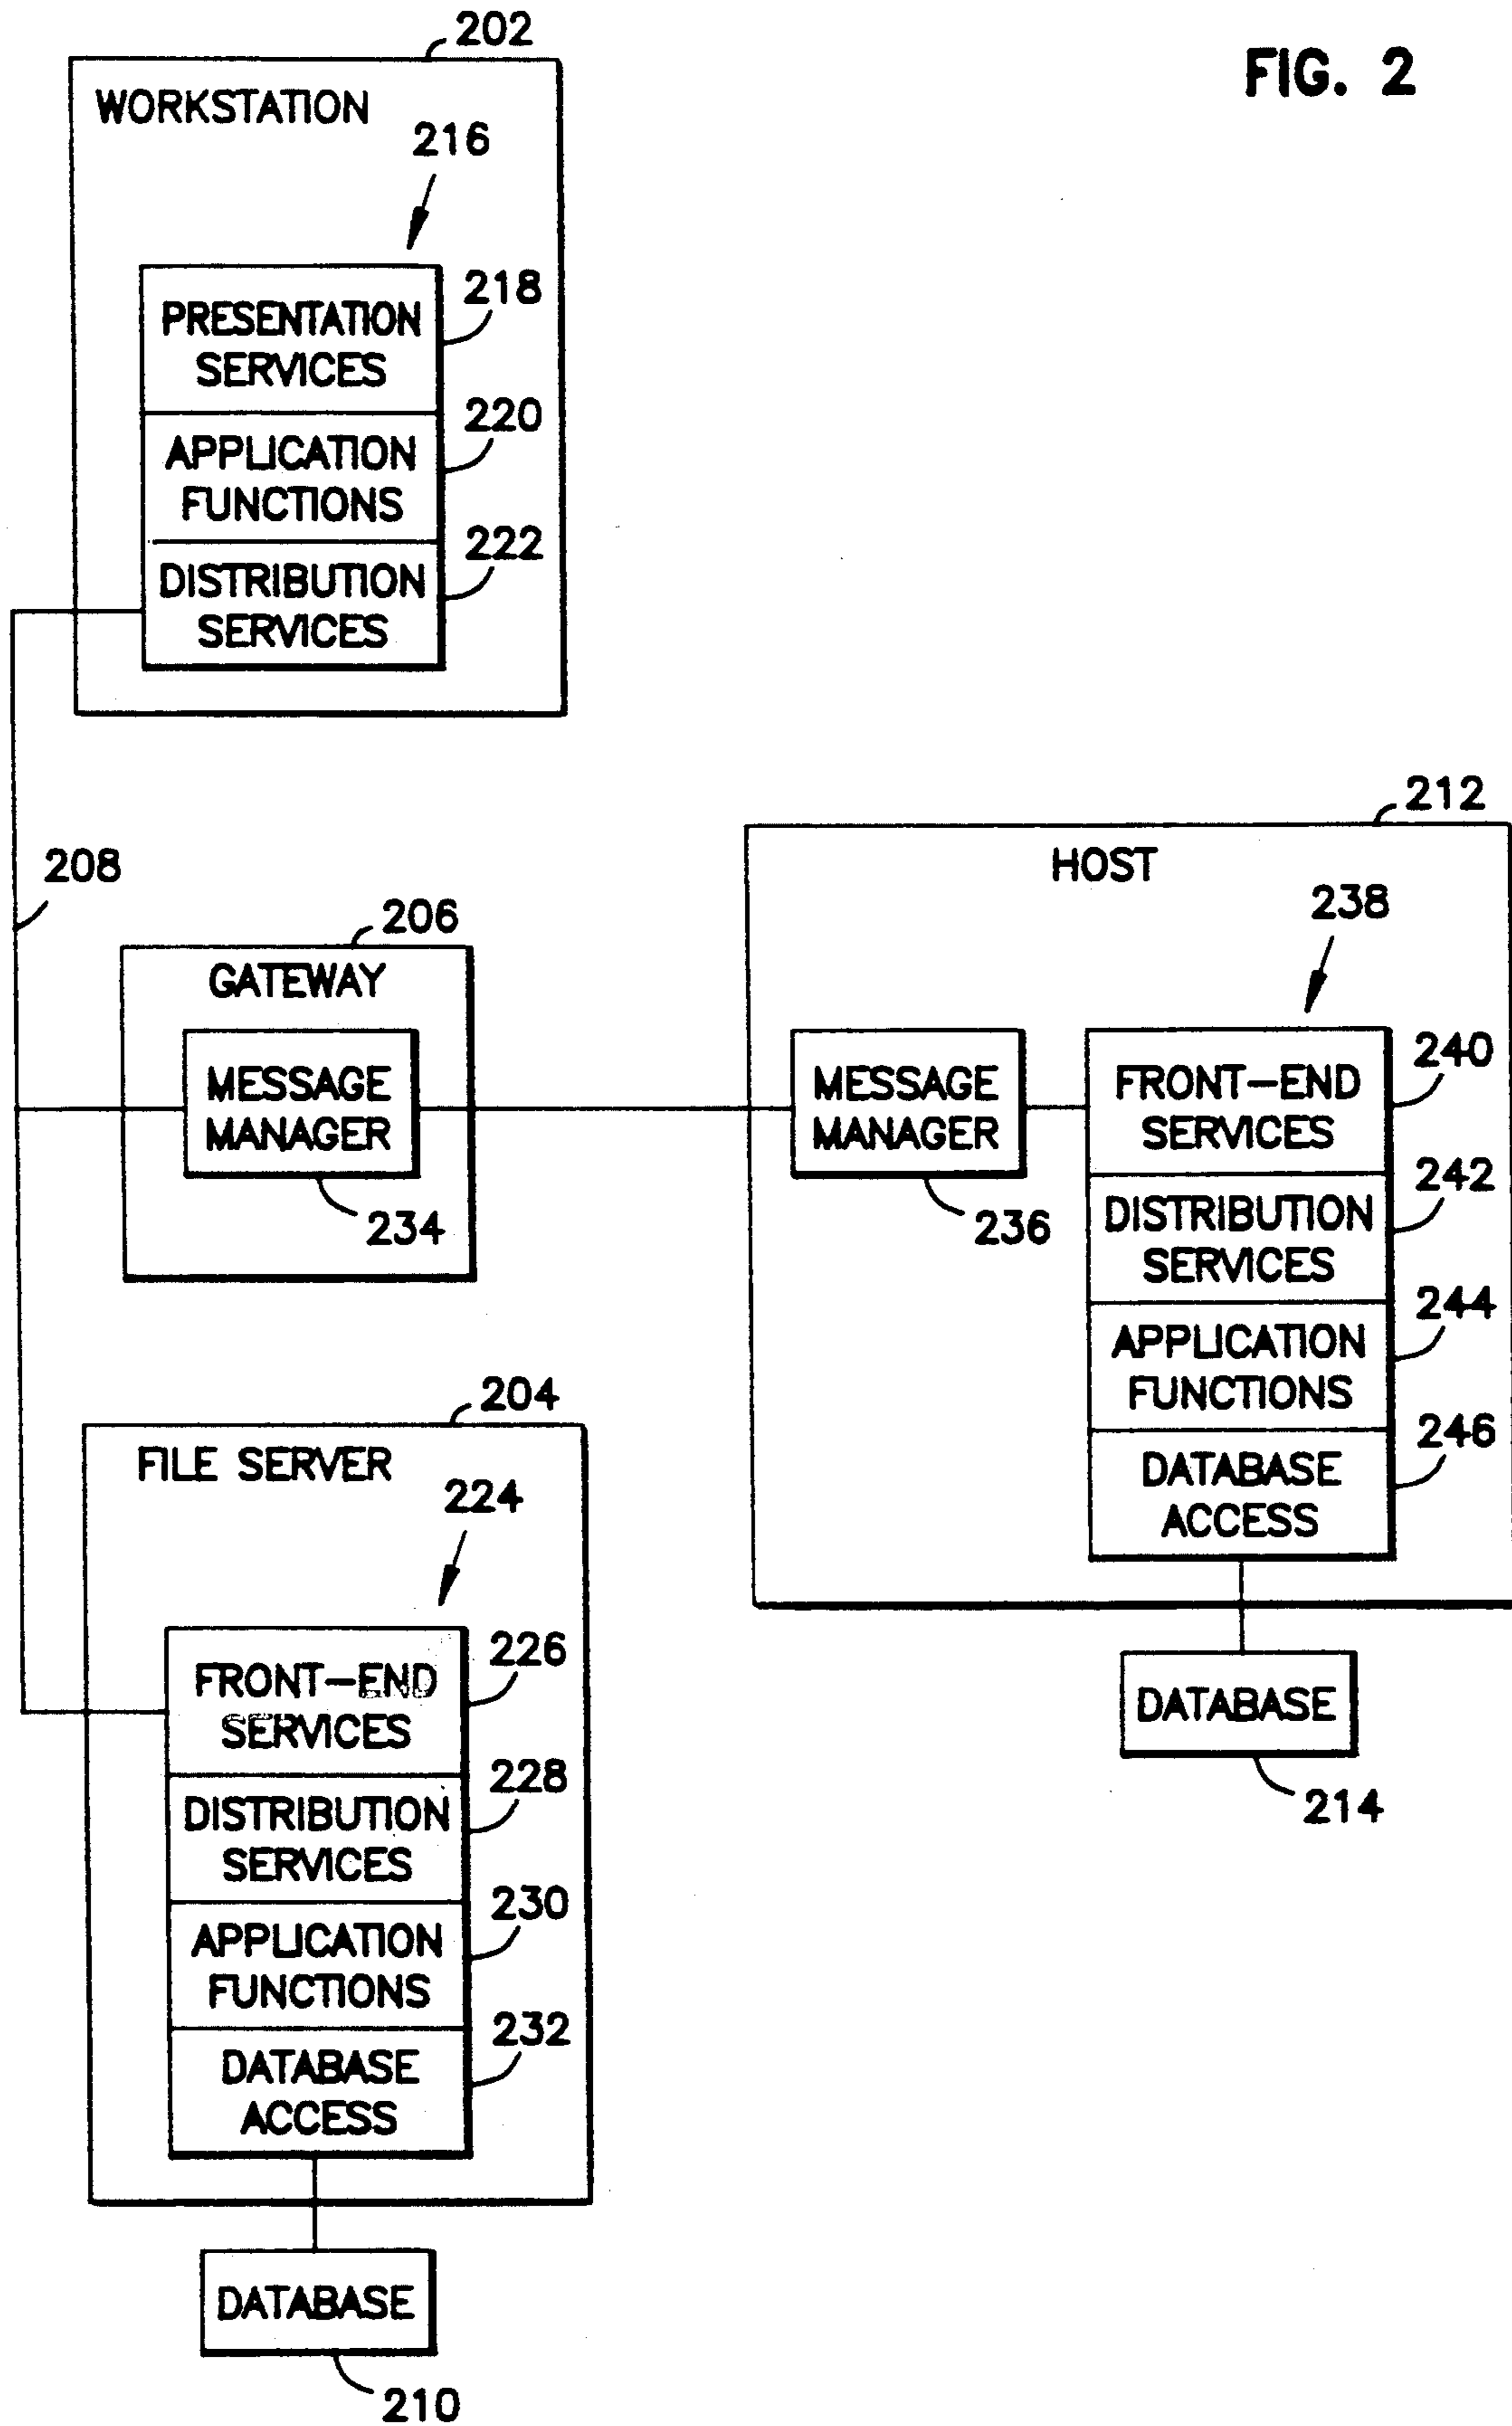 FIG. 2
202
WORKSTATION
216
218
PRESENTATION
SERVICES
220
APPLICATION
FUNCTIONS
222
DISTRIBUTION
SERVICES
212
HOST
208
206
GATEWAY
238
MESSAGE
MANAGER
234
MESSAGE
MANAGER
236
240
FRONT-END
SERVICES
242
DISTRIBUTION
SERVICES
244
APPLICATION
FUNCTIONS
246
DATABASE
ACCESS
DATABASE
214
204
FILE SERVER
224
226
FRONT-END
SERVICES
228
DISTRIBUTION
SERVICES
230
APPLICATION
FUNCTIONS
232
DATABASE
ACCESS
DATABASE
210